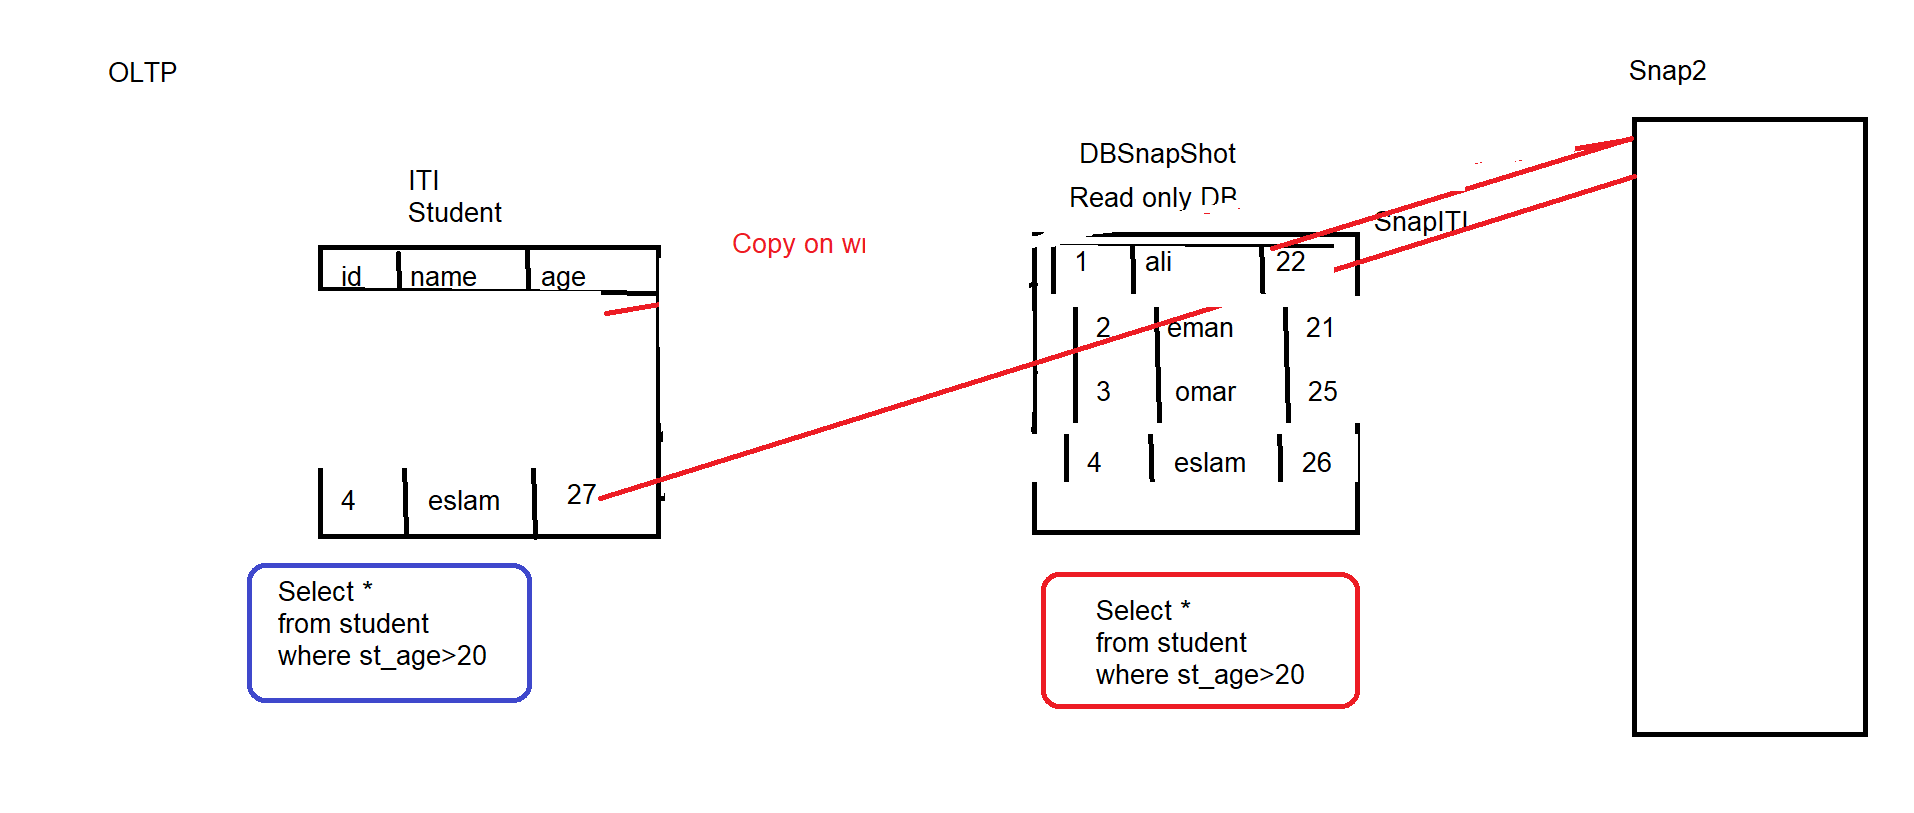 OLTP
Snap2
DBSnapShot
Read only DB
ITI
Student
SnapITI
Copy on
id name age
1 ali 22
2 eman 21
3 omar 25
4 eslam 26
4 eslam 27
Select *
from student
where st_age>20
Select *
from student
where st_age>20